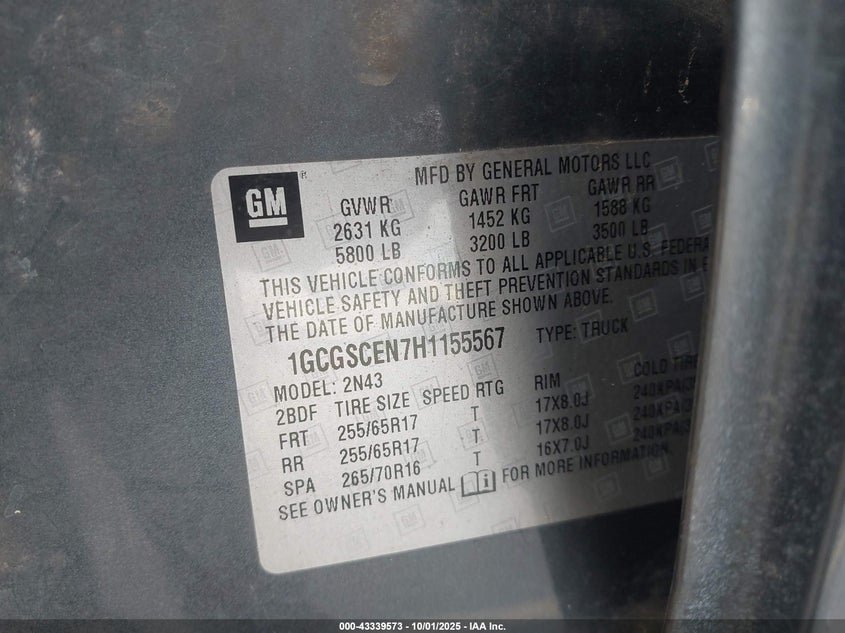 GM
®
MFD BY GENERAL MOTORS LLC
GVWR GAWR FRT GAWR RR
2631 KG 1452 KG 1588 KG
5800 LB 3200 LB 3500 LB
THIS VEHICLE CONFORMS TO ALL APPLICABLE U.S. FEDERA
VEHICLE SAFETY AND THEFT PREVENTION STANDARDS IN E
THE DATE OF MANUFACTURE SHOWN ABOVE.
1GCGSCEN7H1155567 TYPE: TRUCK
MODEL: 2N43
2BDF TIRE SIZE SPEED RTG RIM COLD TIRE
FRT 255/65R17 T 17X8.0J 240KPA(3
RR 255/65R17 T 17X8.0J 240KPA(3
SPA 265/70R16 T 16X7.0J 240KPA(3
SEE OWNER'S MANUAL FOR MORE INFORMATION
000-43339573 - 10/01/2025 - IAA Inc.